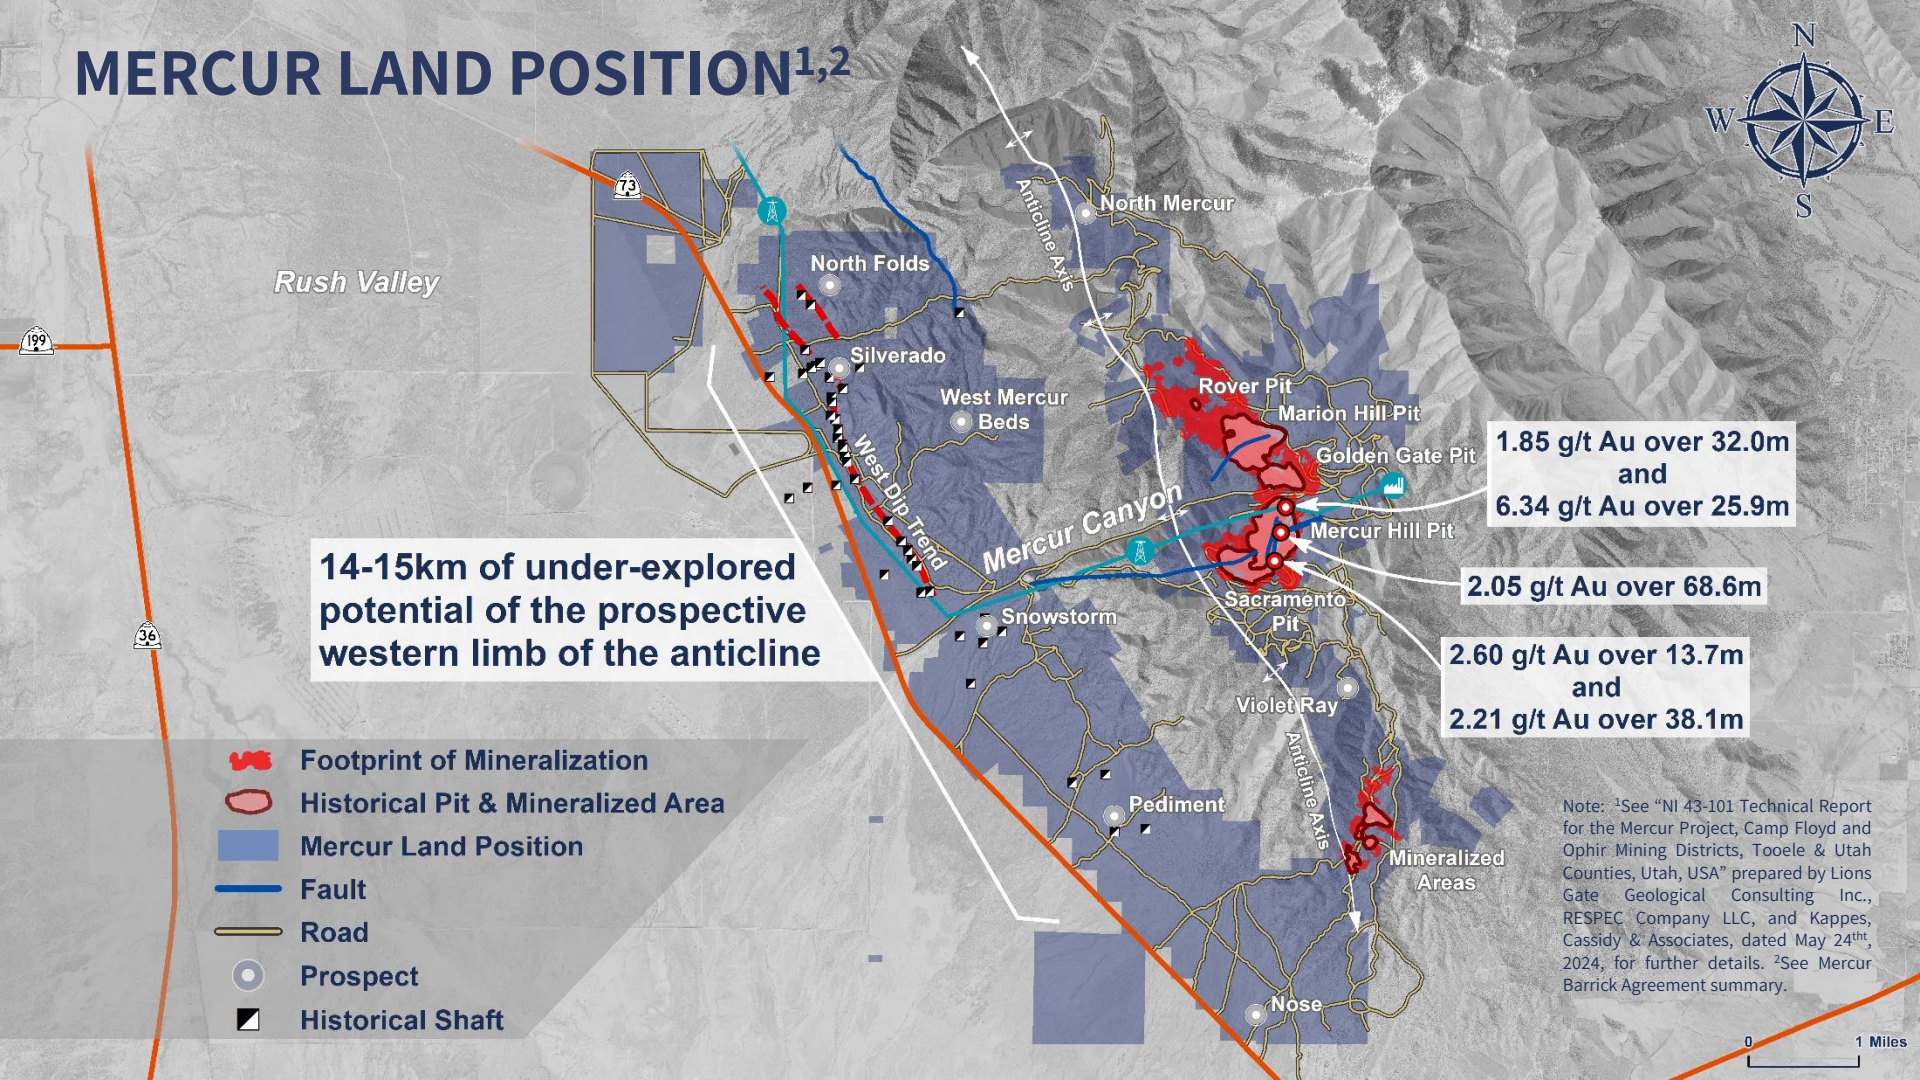 MERCUR LAND POSITION1,2
N
W
E
S
73
199
36
Rush Valley
North Mercur
Anticline Axis
North Folds
Silverado
West Mercur
Beds
West Dip Trend
Rover Pit
Marion Hill Pit
Golden Gate Pit
Mercur Canyon
Mercur Hill Pit
Sacramento
Pit
Snowstorm
Violet Ray
Anticline Axis
Pediment
Mineralized
Areas
Nose
1.85 g/t Au over 32.0m
and
6.34 g/t Au over 25.9m
2.05 g/t Au over 68.6m
2.60 g/t Au over 13.7m
and
2.21 g/t Au over 38.1m
14-15km of under-explored
potential of the prospective
western limb of the anticline
Footprint of Mineralization
Historical Pit & Mineralized Area
Mercur Land Position
Fault
Road
Prospect
Historical Shaft
Note: 1See “NI 43-101 Technical Report
for the Mercur Project, Camp Floyd and
Ophir Mining Districts, Tooele & Utah
Counties, Utah, USA” prepared by Lions
Gate Geological Consulting Inc.,
RESPEC Company LLC, and Kappes,
Cassidy & Associates, dated May 24tht,
2024, for further details. 2See Mercur
Barrick Agreement summary.
0
1 Miles